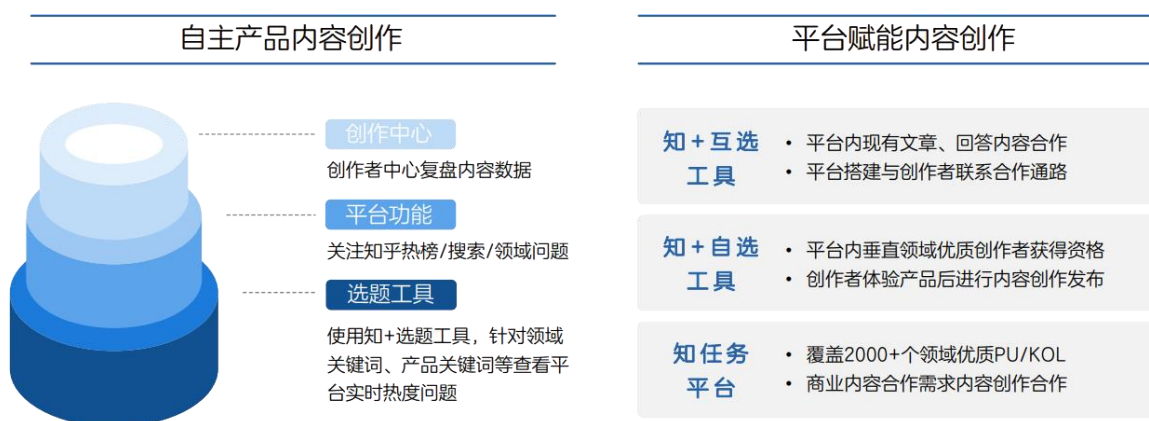 自主产品内容创作
创作中心
创作者中心复盘内容数据
平台功能
关注知乎热榜/搜索/领域问题
选题工具
使用知+选题工具，针对领域
关键词、产品关键词等查看平
台实时热度问题
平台赋能内容创作
知+互选
工具
• 平台内现有文章、回答内容合作
• 平台搭建与创作者联系合作通路
知+自选
工具
• 平台内垂直领域优质创作者获得资格
• 创作者体验产品后进行内容创作发布
知任务
平台
• 覆盖2000+个领域优质PU/KOL
• 商业内容合作需求内容创作合作